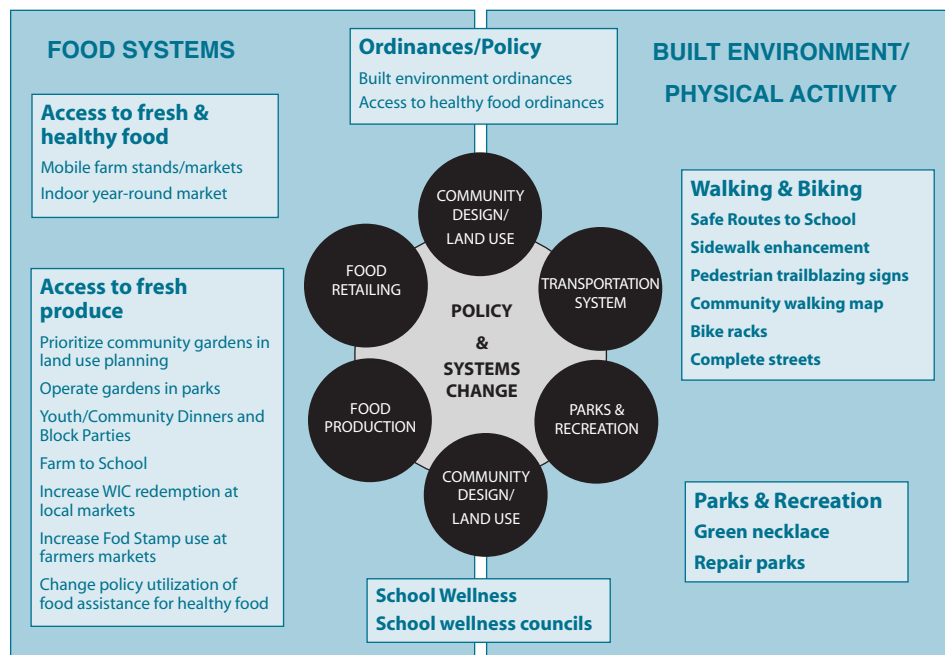 FOOD SYSTEMS
Access to fresh &
healthy food
Mobile farm stands/markets
Indoor year-round market
Access to fresh
produce
Prioritize community gardens in
land use planning
Operate gardens in parks
Youth/Community Dinners and
Block Parties
Farm to School
Increase WIC redemption at
local markets
Increase Fod Stamp use at
farmers markets
Change policy utilization of
food assistance for healthy food
Ordinances/Policy
Built environment ordinances
Access to healthy food ordinances
COMMUNITY
DESIGN/
LAND USE
FOOD
RETAILING
TRANSPORTATION
SYSTEM
POLICY
&
SYSTEMS
CHANGE
FOOD
PRODUCTION
PARKS &
RECREATION
COMMUNITY
DESIGN/
LAND USE
School Wellness
School wellness councils
BUILT ENVIRONMENT/
PHYSICAL ACTIVITY
Walking & Biking
Safe Routes to School
Sidewalk enhancement
Pedestrian trailblazing signs
Community walking map
Bike racks
Complete streets
Parks & Recreation
Green necklace
Repair parks